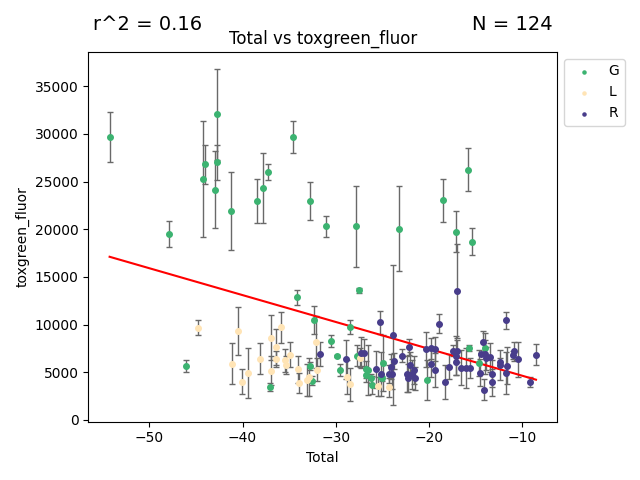 r^2 = 0.16
N = 124
Total vs toxgreen_fluor
G
L
R
35000
30000
25000
20000
15000
10000
5000
0
toxgreen_fluor
−50
−40
−30
−20
−10
Total